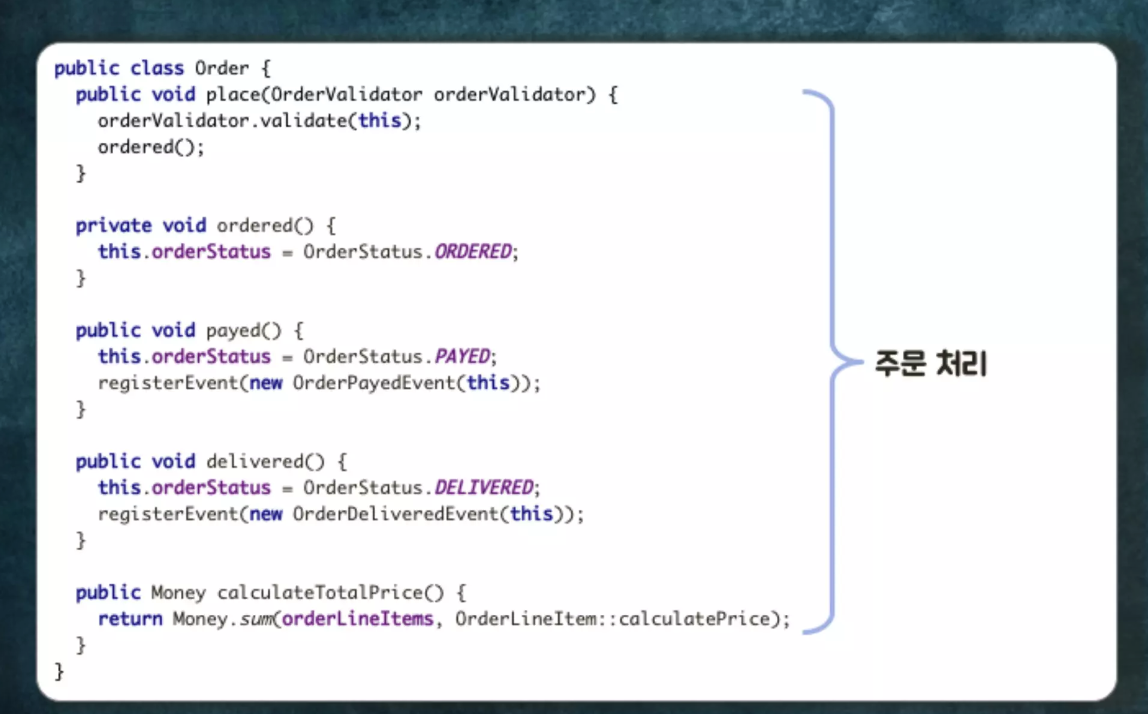 public class Order {
public void place(OrderValidator orderValidator) {
orderValidator.validate(this);
ordered();
}
private void ordered() {
this.orderStatus = OrderStatus.ORDERED;
}
public void payed() {
this.orderStatus = OrderStatus.PAYED;
registerEvent(new OrderPayedEvent(this));
}
public void delivered() {
this.orderStatus = OrderStatus.DELIVERED;
registerEvent(new OrderDeliveredEvent(this));
}
public Money calculateTotalPrice() {
return Money.sum(orderLineItems, OrderLineItem::calculatePrice);
}
}
주문 처리